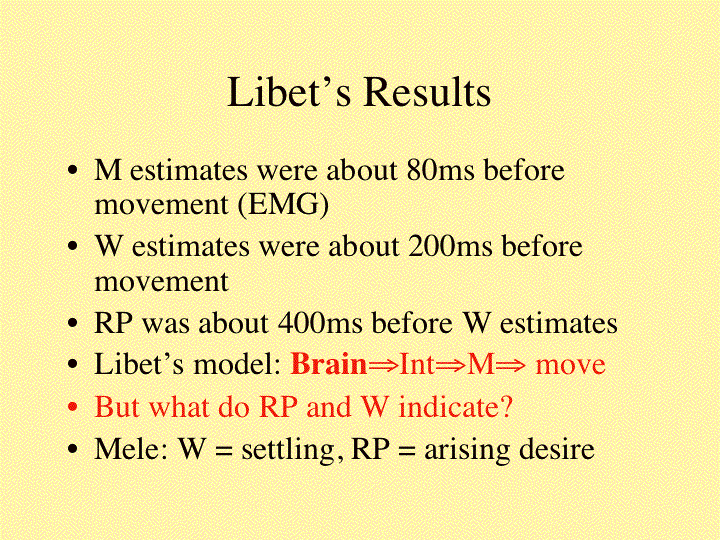 Libet's Results
• M estimates were about 80ms before
movement (EMG)
• W estimates were about 200ms before
movement
• RP was about 400ms before W estimates
• Libet's model: Brain⇒Int⇒M⇒ move
• But what do RP and W indicate?
• Mele: W = settling, RP = arising desire